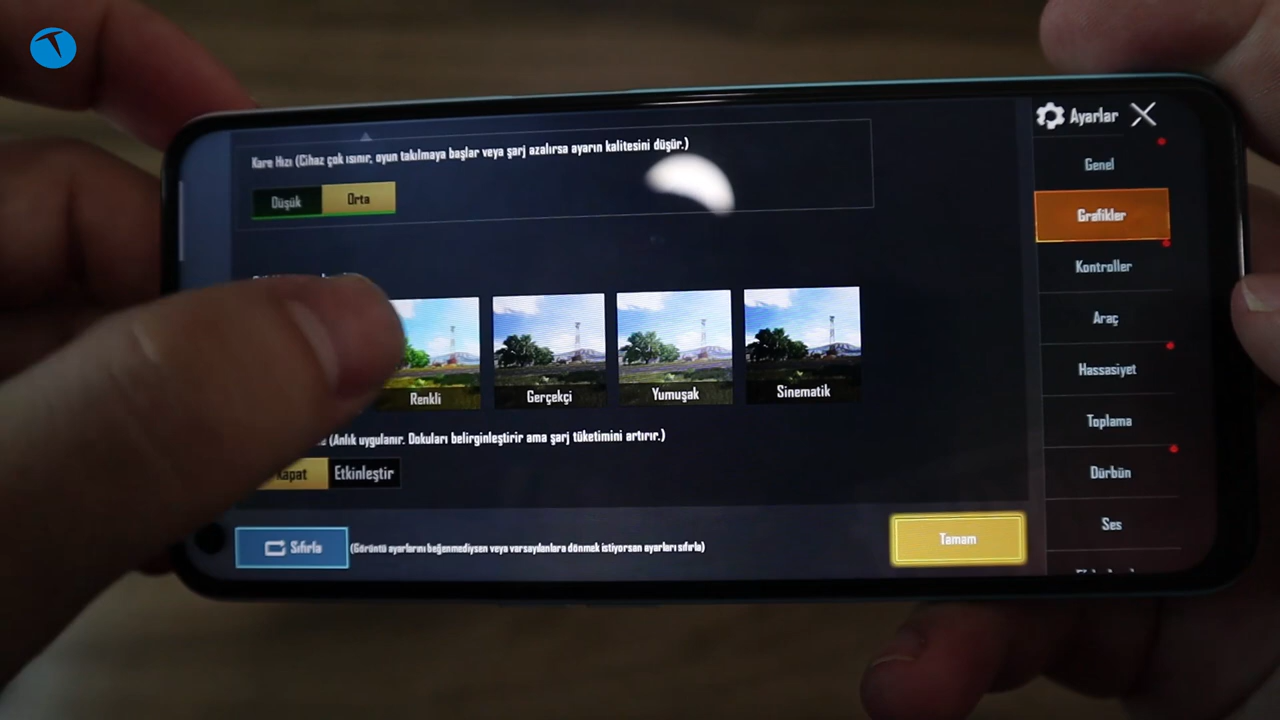 Ayarlar
Kare Hızı (Cihaz çok ısınır, oyun takılmaya başlar veya şarj azalırsa ayarın kalitesini düşür.)
Düşük
Orta
Renkli
Gerçekçi
Yumuşak
Sinematik
(Anlık uygulanır. Dokuları belirginleştirir ama şarj tüketimini artırır.)
Kapat
Etkinleştir
Sıfırla
(Görüntü ayarlarını beğenmediysen veya varsayılanlara dönmek istiyorsan ayarları sıfırla)
Tamam
Genel
Grafikler
Kontroller
Araç
Hassasiyet
Toplama
Dürbün
Ses